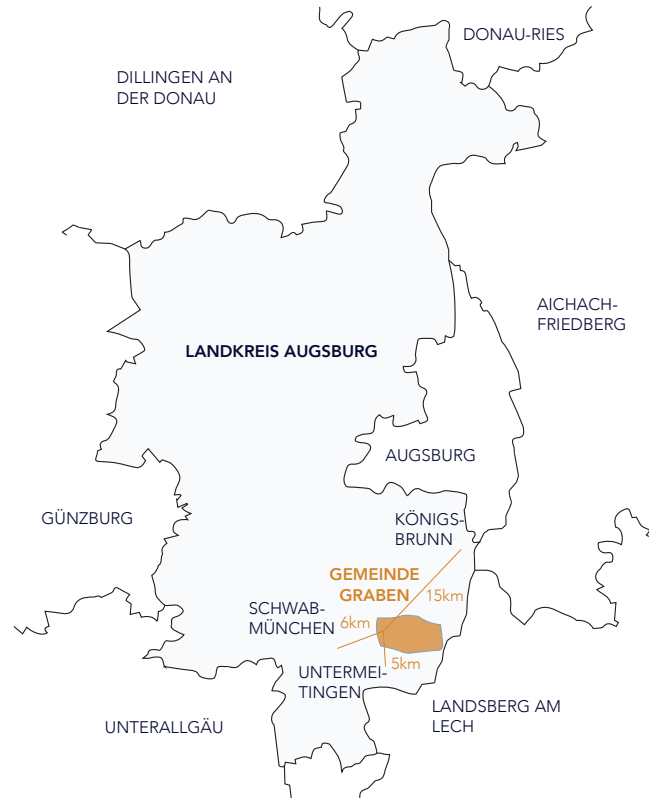 DONAU-RIES
DILLINGEN AN
DER DONAU
AICHACH-
FRIEDBERG
LANDKREIS AUGSBURG
AUGSBURG
GÜNZBURG
KÖNIGS-
BRUNN
GEMEINDE
GRABEN
15km
SCHWAB-
MÜNCHEN
6km
5km
UNTERMEI-
TINGEN
LANDSBERG AM
LECH
UNTERALLGÄU